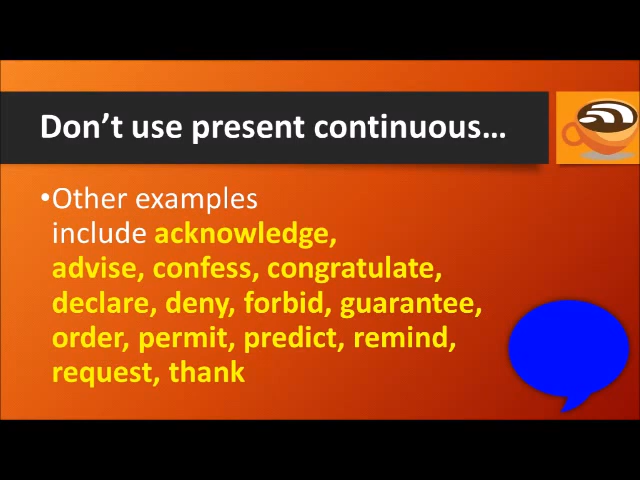 Don’t use present continuous…
•Other examples
include acknowledge,
advise, confess, congratulate,
declare, deny, forbid, guarantee,
order, permit, predict, remind,
request, thank